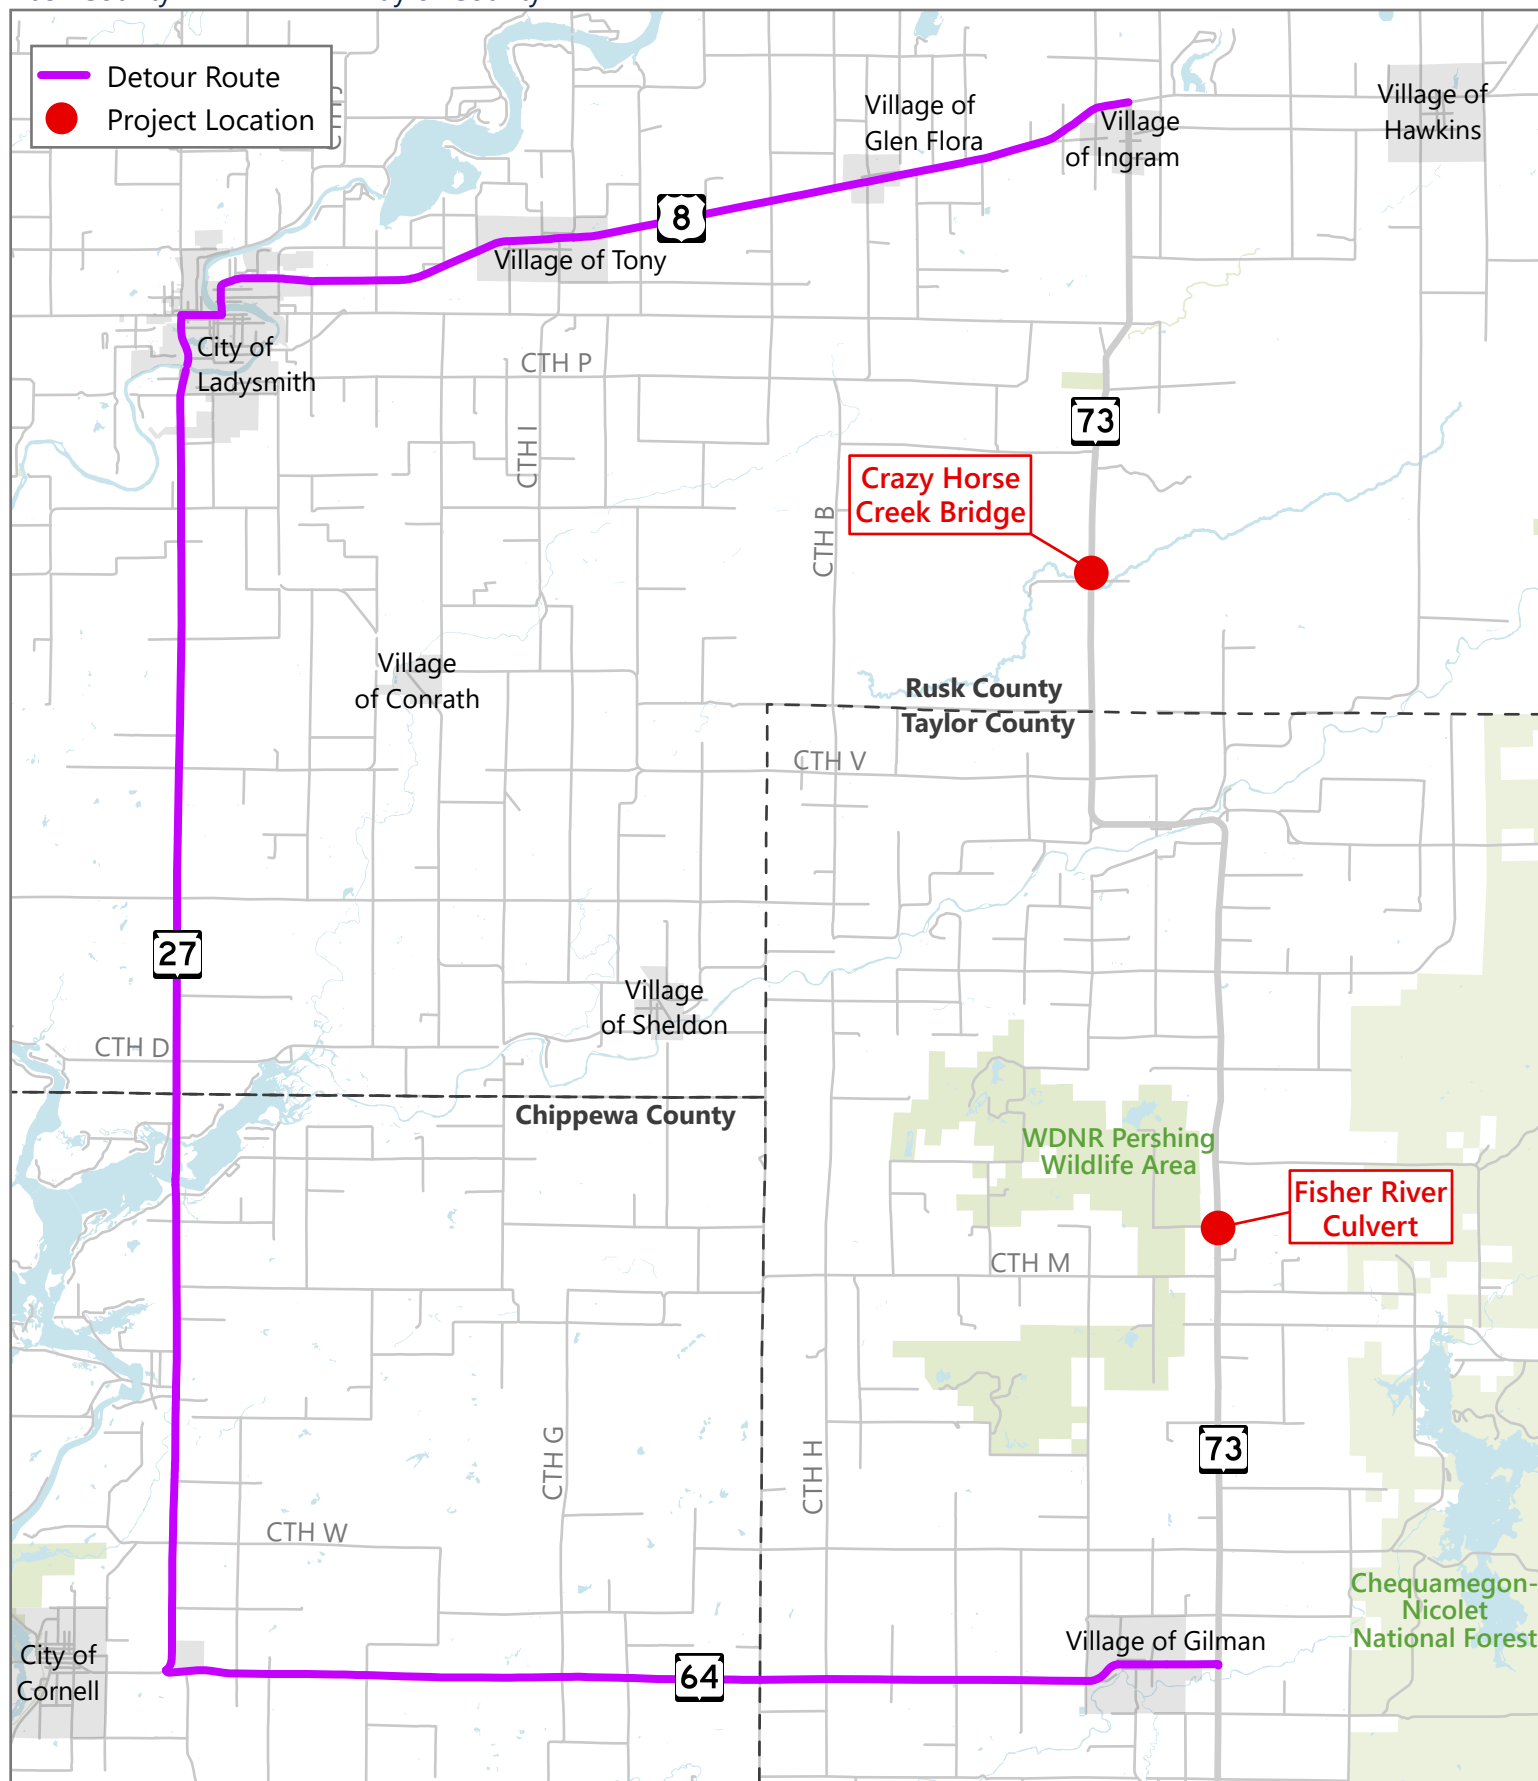 Detour Route
Project Location
Village of
Glen Flora
Village
of Ingram
Village of
Hawkins
8
Village of Tony
City of
Ladysmith
CTH P
CTH I
73
Crazy Horse
Creek Bridge
CTH B
Village
of Conrath
Rusk County
Taylor County
CTH V
27
Village
of Sheldon
CTH D
Chippewa County
WDNR Pershing
Wildlife Area
Fisher River
Culvert
CTH M
CTH G
CTH H
73
CTH W
Chequamegon-
Nicolet
National Forest
City of
Cornell
Village of Gilman
64